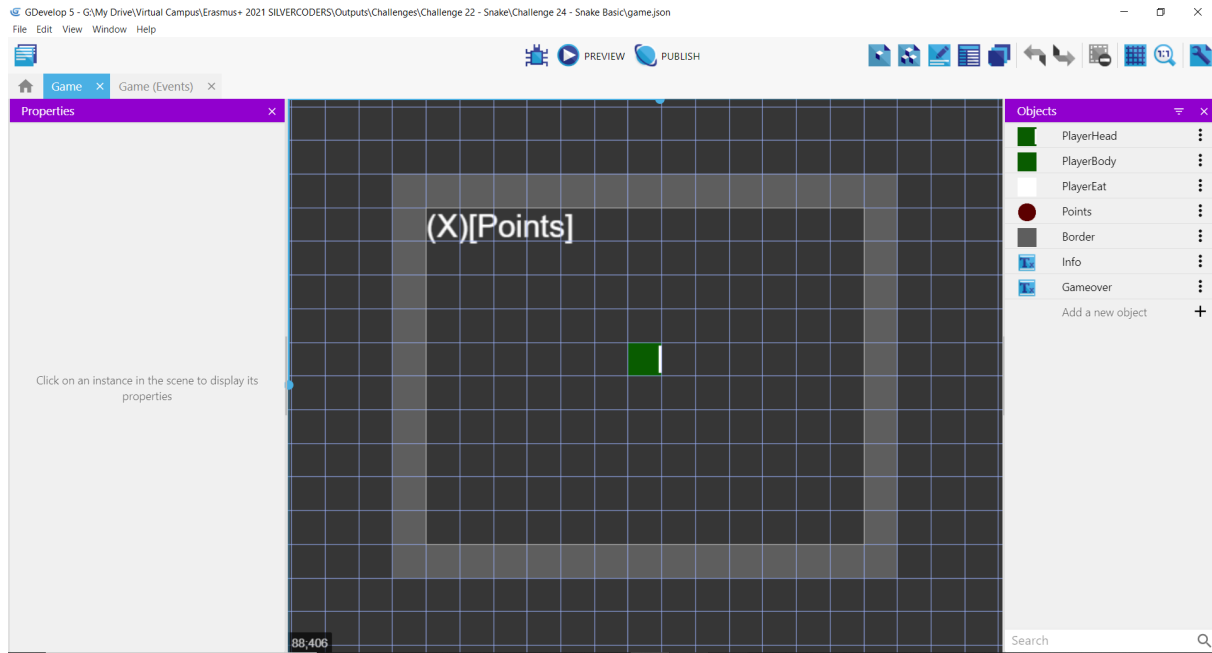 GDevelop 5 - G:\My Drive\Virtual Campus\Erasmus+ 2021 SILVERCODERS\Outputs\Challenges\Challenge 22 - Snake\Challenge 24 - Snake Basic\game.json
File Edit View Window Help
PREVIEW PUBLISH
1:1
Game Game (Events)
Properties
Objects
PlayerHead
PlayerBody
PlayerEat
Points
Border
Info
Gameover
Add a new object
(X)[Points]
Click on an instance in the scene to display its
properties
88;406
Search